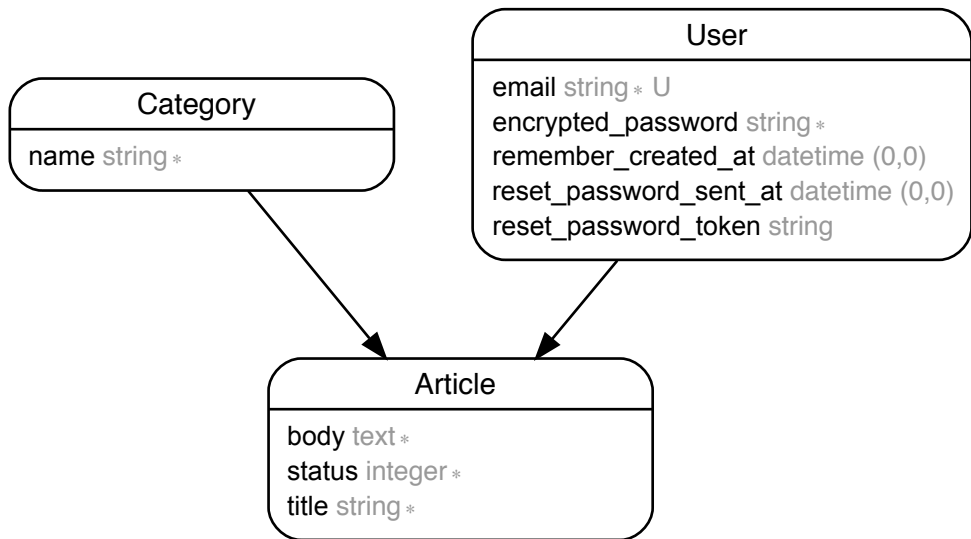 Category
name string ∗
User
email string ∗ U
encrypted_password string ∗
remember_created_at datetime (0,0)
reset_password_sent_at datetime (0,0)
reset_password_token string
Article
body text ∗
status integer ∗
title string ∗